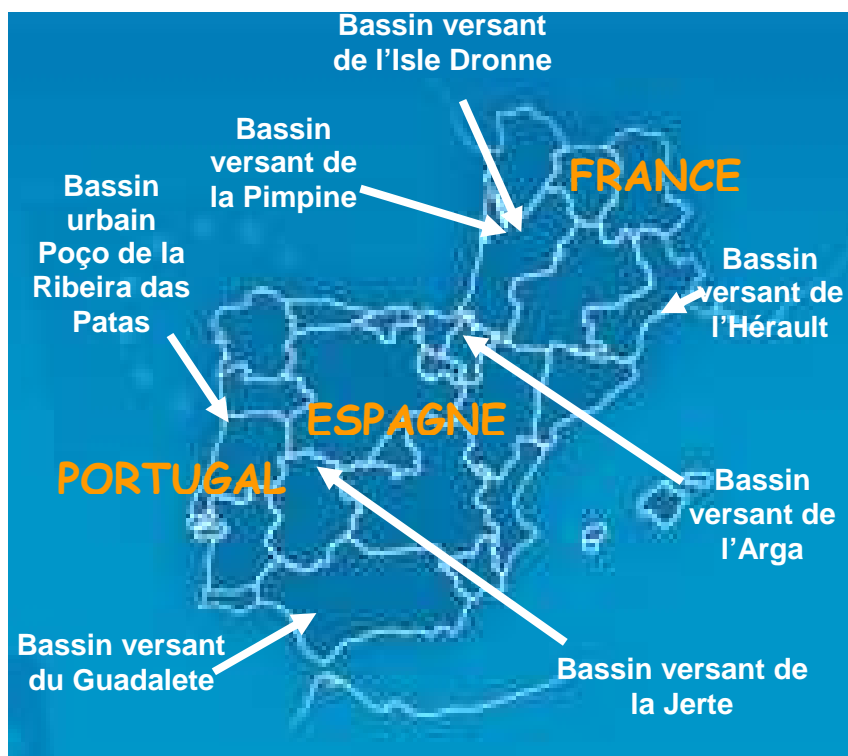 Bassin versant
de l’Isle Dronne
Bassin
versant de
la Pimpine
FRANCE
Bassin
urbain
Poço de la
Ribeira das
Patas
Bassin
versant de
l’Hérault
ESPAGNE
PORTUGAL
Bassin
versant de
l’Arga
Bassin versant
du Guadalete
Bassin versant de
la Jerte